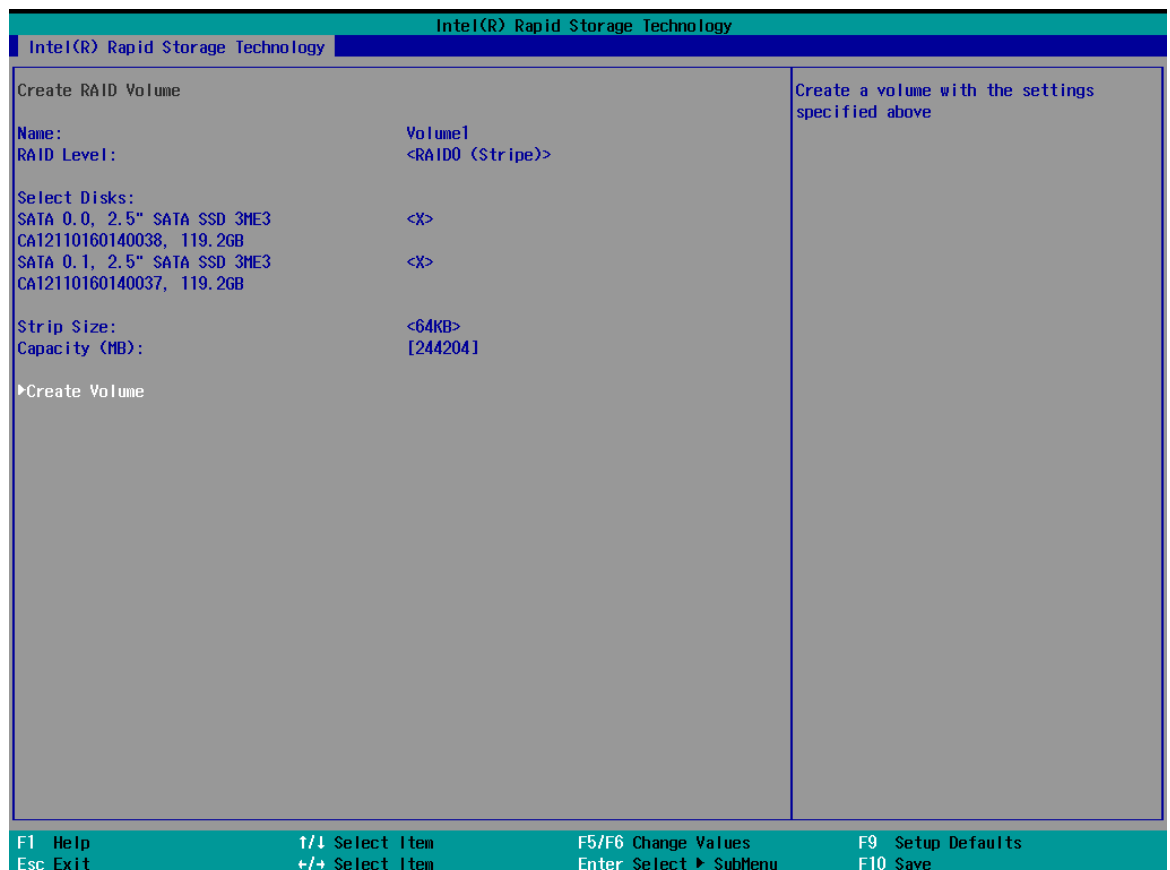 Intel(R) Rapid Storage Technology
Intel(R) Rapid Storage Technology
Create RAID Volume
Name: Volume1
RAID Level: <RAID0 (Stripe)>
Select Disks:
SATA 0.0, 2.5" SATA SSD 3ME3 <X>
CA12110160140038, 119.2GB
SATA 0.1, 2.5" SATA SSD 3ME3 <X>
CA12110160140037, 119.2GB
Strip Size: <64KB>
Capacity (MB): [244204]
▶Create Volume
Create a volume with the settings
specified above
F1 Help ↑/↓ Select Item F5/F6 Change Values F9 Setup Defaults
Esc Exit ←/→ Select Item Enter Select ▶ SubMenu F10 Save